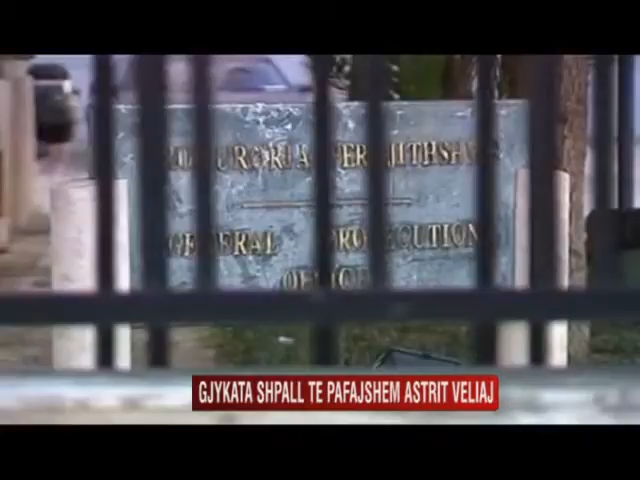 PROKURORIA E PERGJITHSHME
GENERAL PROSECUTION
OFFICE
GJYKATA SHPALL TE PAFAJSHEM ASTRIT VELIAJ